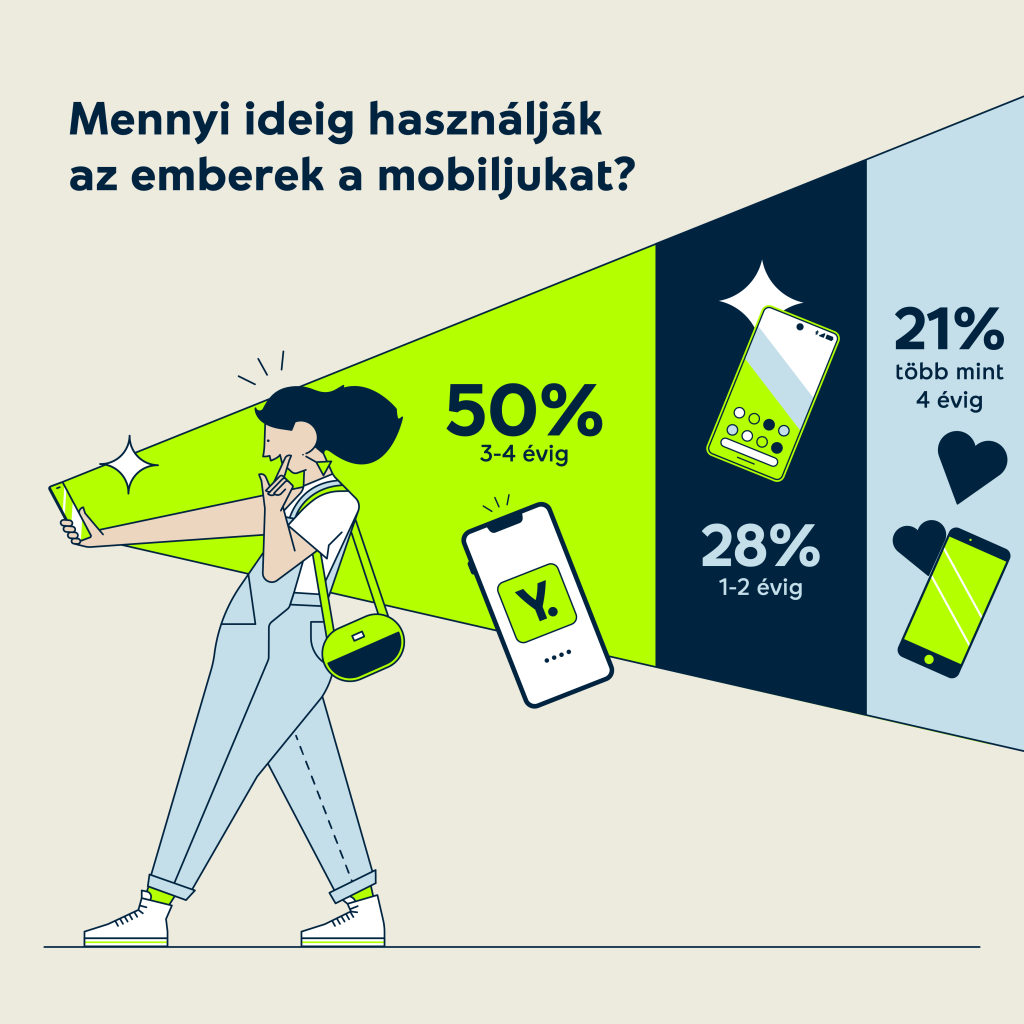 Mennyi ideig használják
az emberek a mobiljukat?
50%
3-4 évig
Y.
28%
1-2 évig
21%
több mint
4 évig